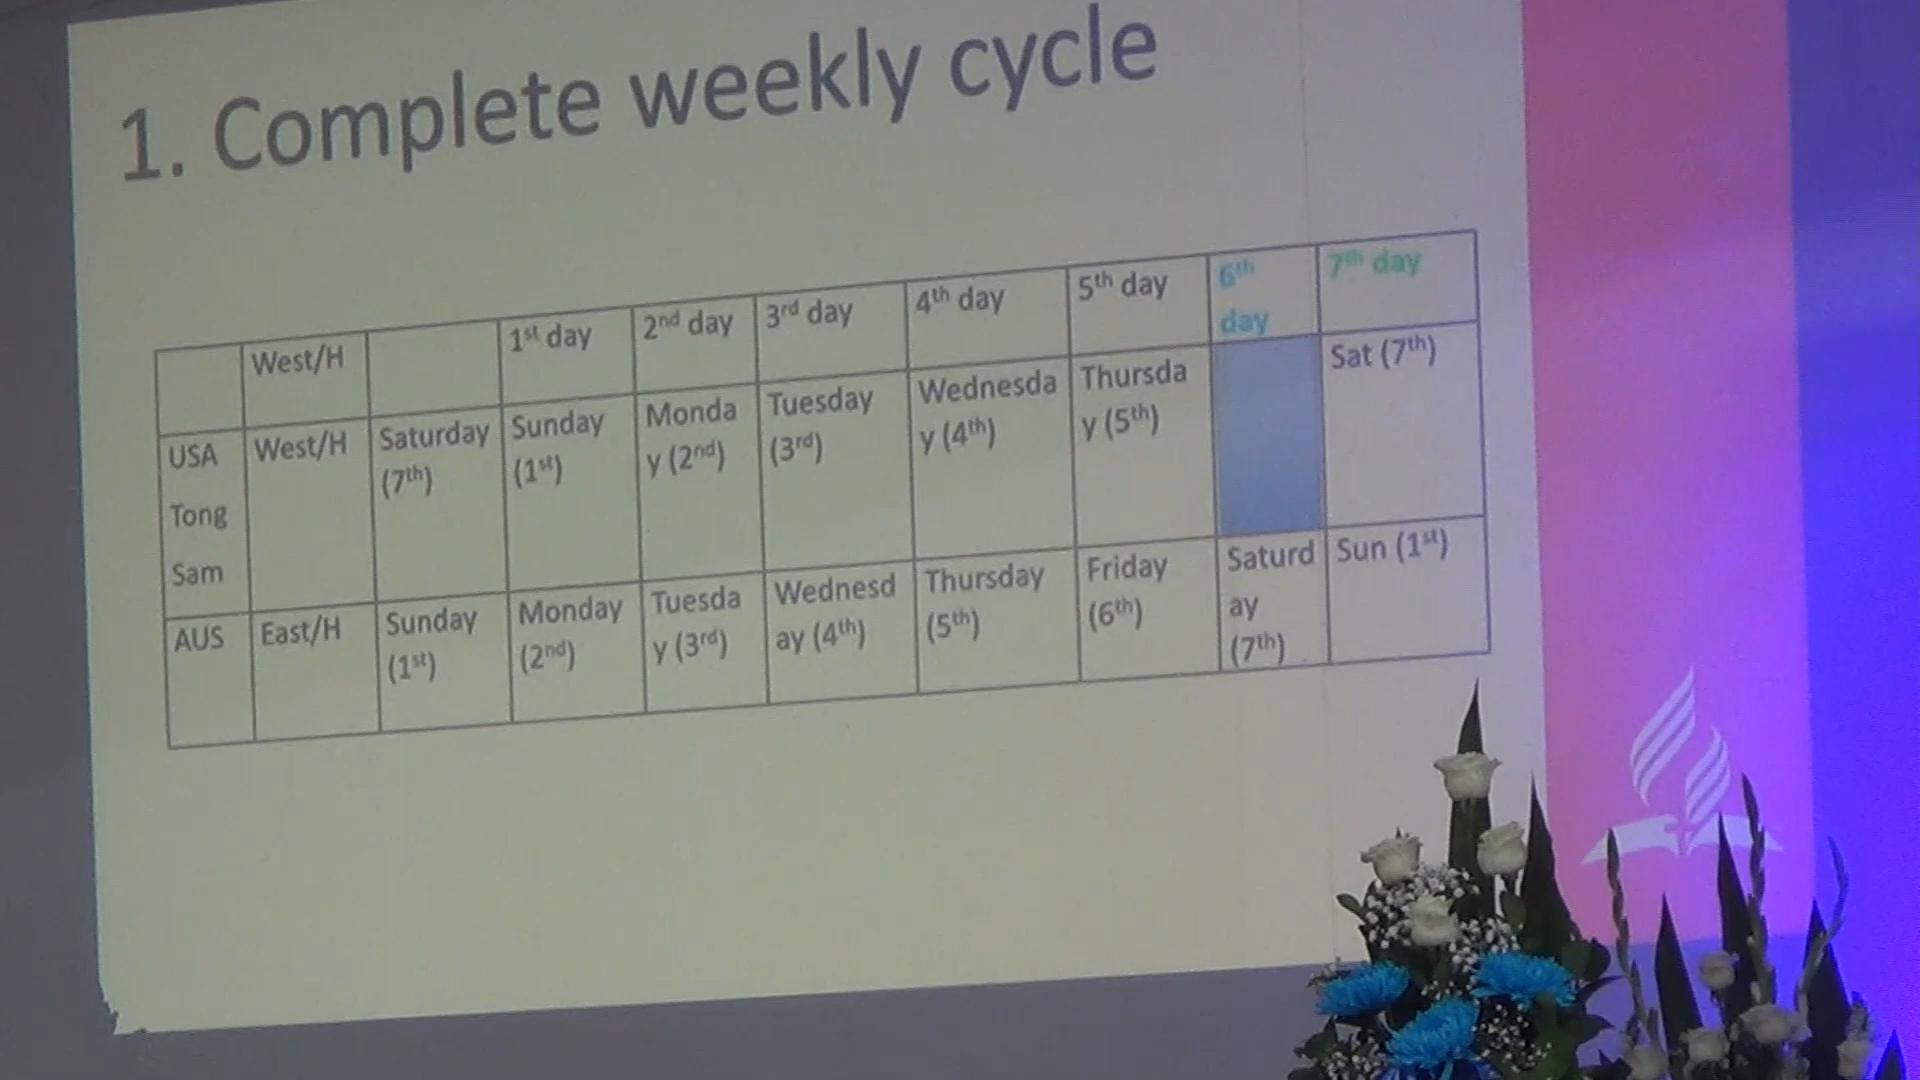 1. Complete weekly cycle
West/H 1st day 2nd day 3rd day 4th day 5th day 6th 7th day
day
USA West/H Saturday Sunday Monda Tuesday Wednesda Thursda Sat (7th)
(7th) (1st) y (2nd) (3rd) y (4th) y (5th)
Tong
Sam
AUS East/H Sunday Monday Tuesda Wednesd Thursday Friday Saturd Sun (1st)
(1st) (2nd) y (3rd) ay (4th) (5th) (6th) ay
(7th)